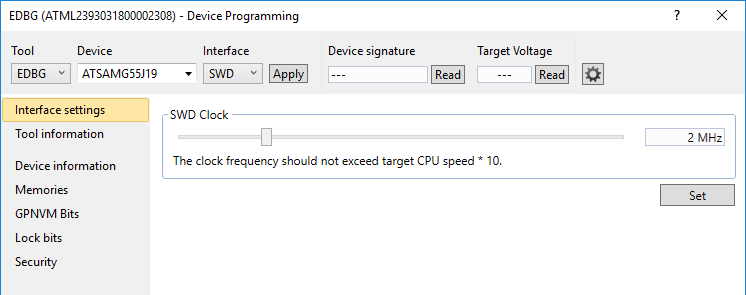 EDBG (ATML2393031800002308) - Device Programming
Tool Device Interface Device signature Target Voltage
EDBG ATSAMG55J19 SWD Apply --- Read --- Read
Interface settings
Tool information
Device information
Memories
GPNVM Bits
Lock bits
Security
SWD Clock
2 MHz
The clock frequency should not exceed target CPU speed * 10.
Set